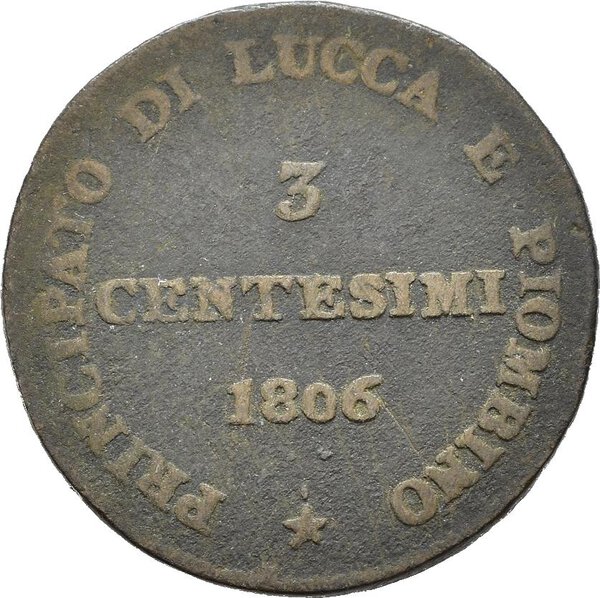 PRINCIPATO DI LUCCA E PIOMBINO
3
CENTESIMI
1806